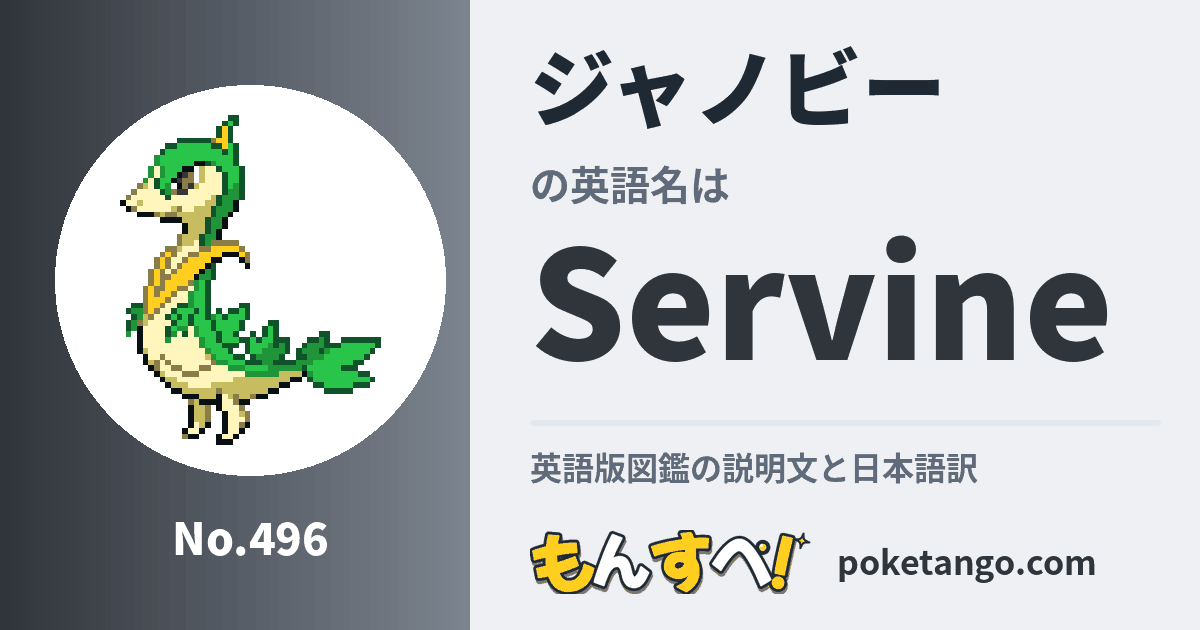 No.496
ジャノビー
の英語名は
Servine
英語版図鑑の説明文と日本語訳
もんすぺ!
poketango.com